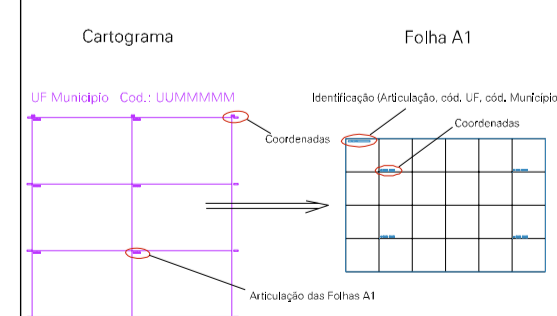 Cartograma
Folha A1
UF Município Cod.: UUMMMMM
Identificação (Articulação, cód. UF, cód. Município
Coordenadas
Coordenadas
Articulação das Folhas A1